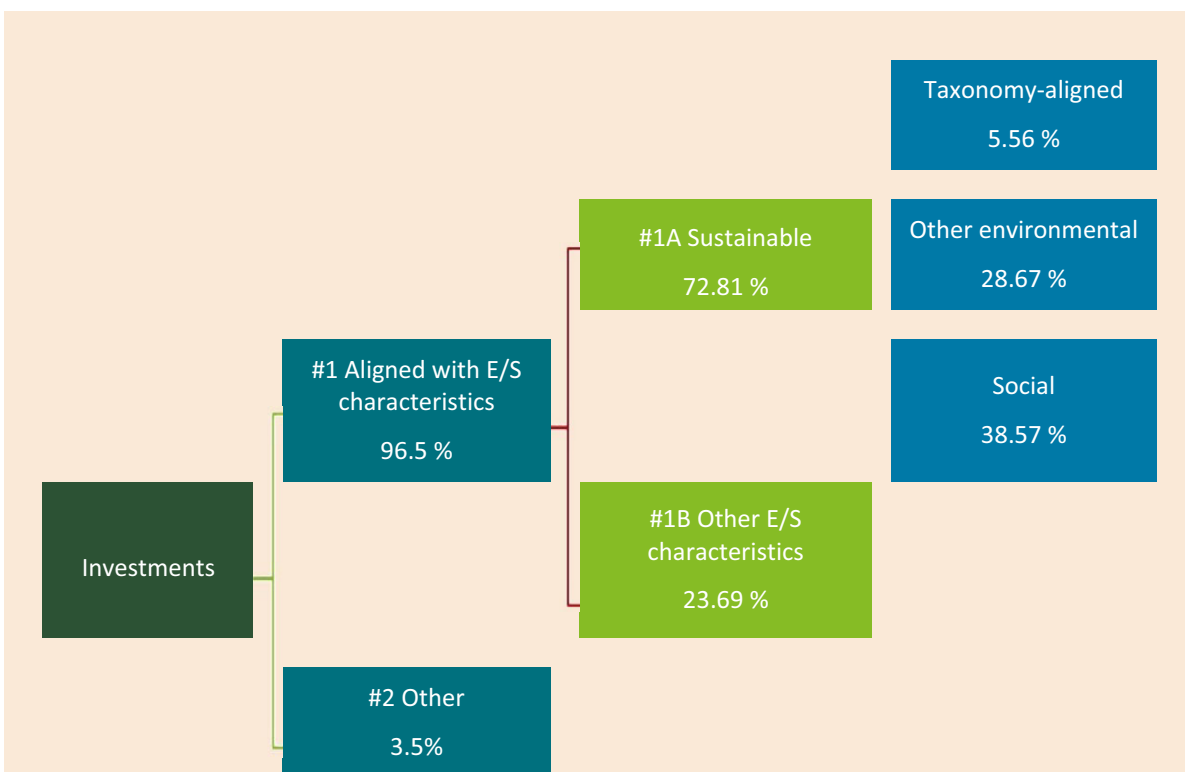 Investments
#1 Aligned with E/S
characteristics
96.5 %
#2 Other
3.5%
#1A Sustainable
72.81 %
#1B Other E/S
characteristics
23.69 %
Taxonomy-aligned
5.56 %
Other environmental
28.67 %
Social
38.57 %